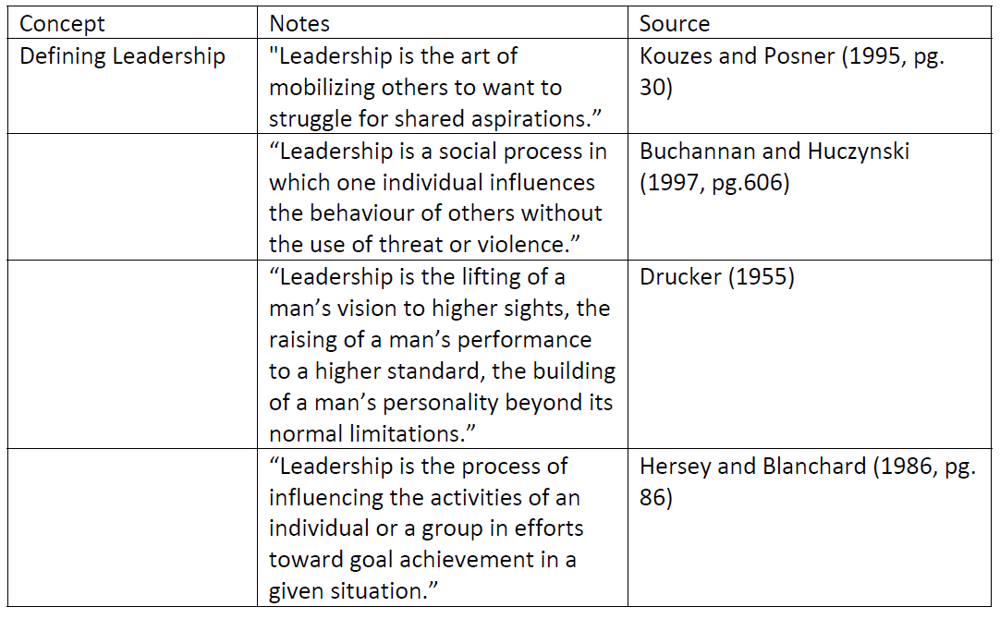 Concept
Notes
Source
Defining Leadership
"Leadership is the art of
mobilizing others to want to
struggle for shared aspirations.”
Kouzes and Posner (1995, pg.
30)
“Leadership is a social process in
which one individual influences
the behaviour of others without
the use of threat or violence.”
Buchannan and Huczynski
(1997, pg.606)
“Leadership is the lifting of a
man’s vision to higher sights, the
raising of a man’s performance
to a higher standard, the building
of a man’s personality beyond its
normal limitations.”
Drucker (1955)
“Leadership is the process of
influencing the activities of an
individual or a group in efforts
toward goal achievement in a
given situation.”
Hersey and Blanchard (1986, pg.
86)